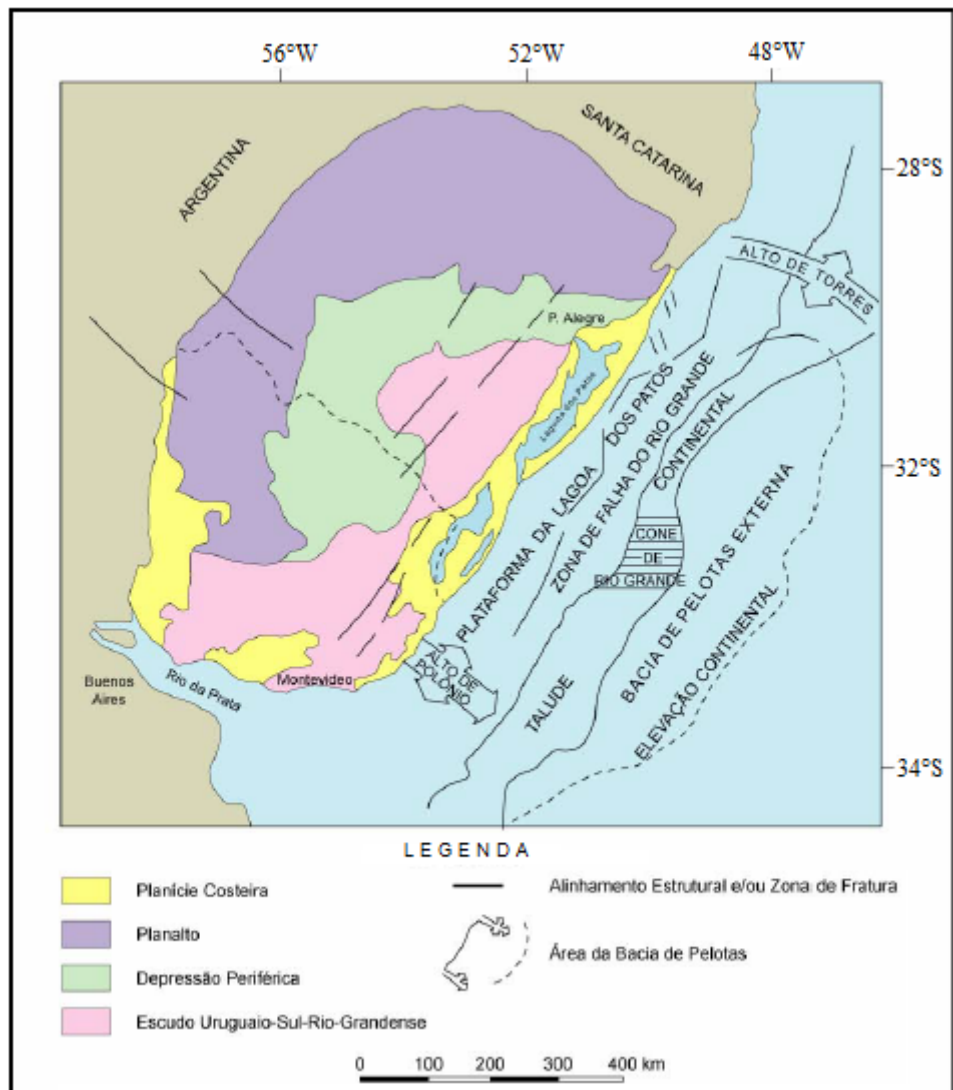 56°W
52°W
48°W
28°S
32°S
34°S
ARGENTINA
SANTA CATARINA
ALTO DE TORRES
P. Alegre
Laguna dos Patos
PLATAFORMA DA LAGOA DOS PATOS
ZONA DE FALHA DO RIO GRANDE
TALUDE CONTINENTAL
CONE
DE
RIO GRANDE
BACIA DE PELOTAS EXTERNA
ELEVAÇÃO CONTINENTAL
ALTO DE
POLONIO
Montevideo
Rio da Prata
Buenos
Aires
LEGENDA
Planície Costeira
Planalto
Depressão Periférica
Escudo Uruguaio-Sul-Rio-Grandense
Alinhamento Estrutural e/ou Zona de Fratura
Área da Bacia de Pelotas
0 100 200 300 400 km